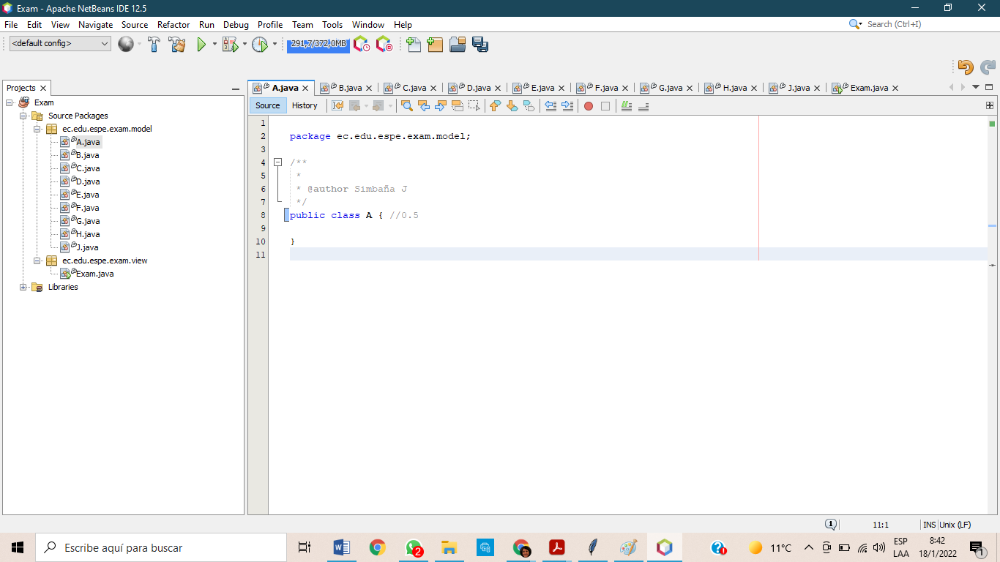 Exam - Apache NetBeans IDE 12.5
File Edit View Navigate Source Refactor Run Debug Profile Team Tools Window Help
Search (Ctrl+I)
<default config>
291,7/372,0MB
Projects
A.java B.java C.java D.java E.java F.java G.java H.java J.java Exam.java
Exam
Source Packages
ec.edu.espe.exam.model
A.java
B.java
C.java
D.java
E.java
F.java
G.java
H.java
J.java
ec.edu.espe.exam.view
Exam.java
Libraries
Source History
1
2 package ec.edu.espe.exam.model;
3
4 /**
5 *
6 * @author Simbaña J
7 */
8 public class A { //0.5
9
10 }
11
1
11:1 INS Unix (LF)
Escribe aquí para buscar
2
11°C
ESP
LAA
8:42
18/1/2022
1